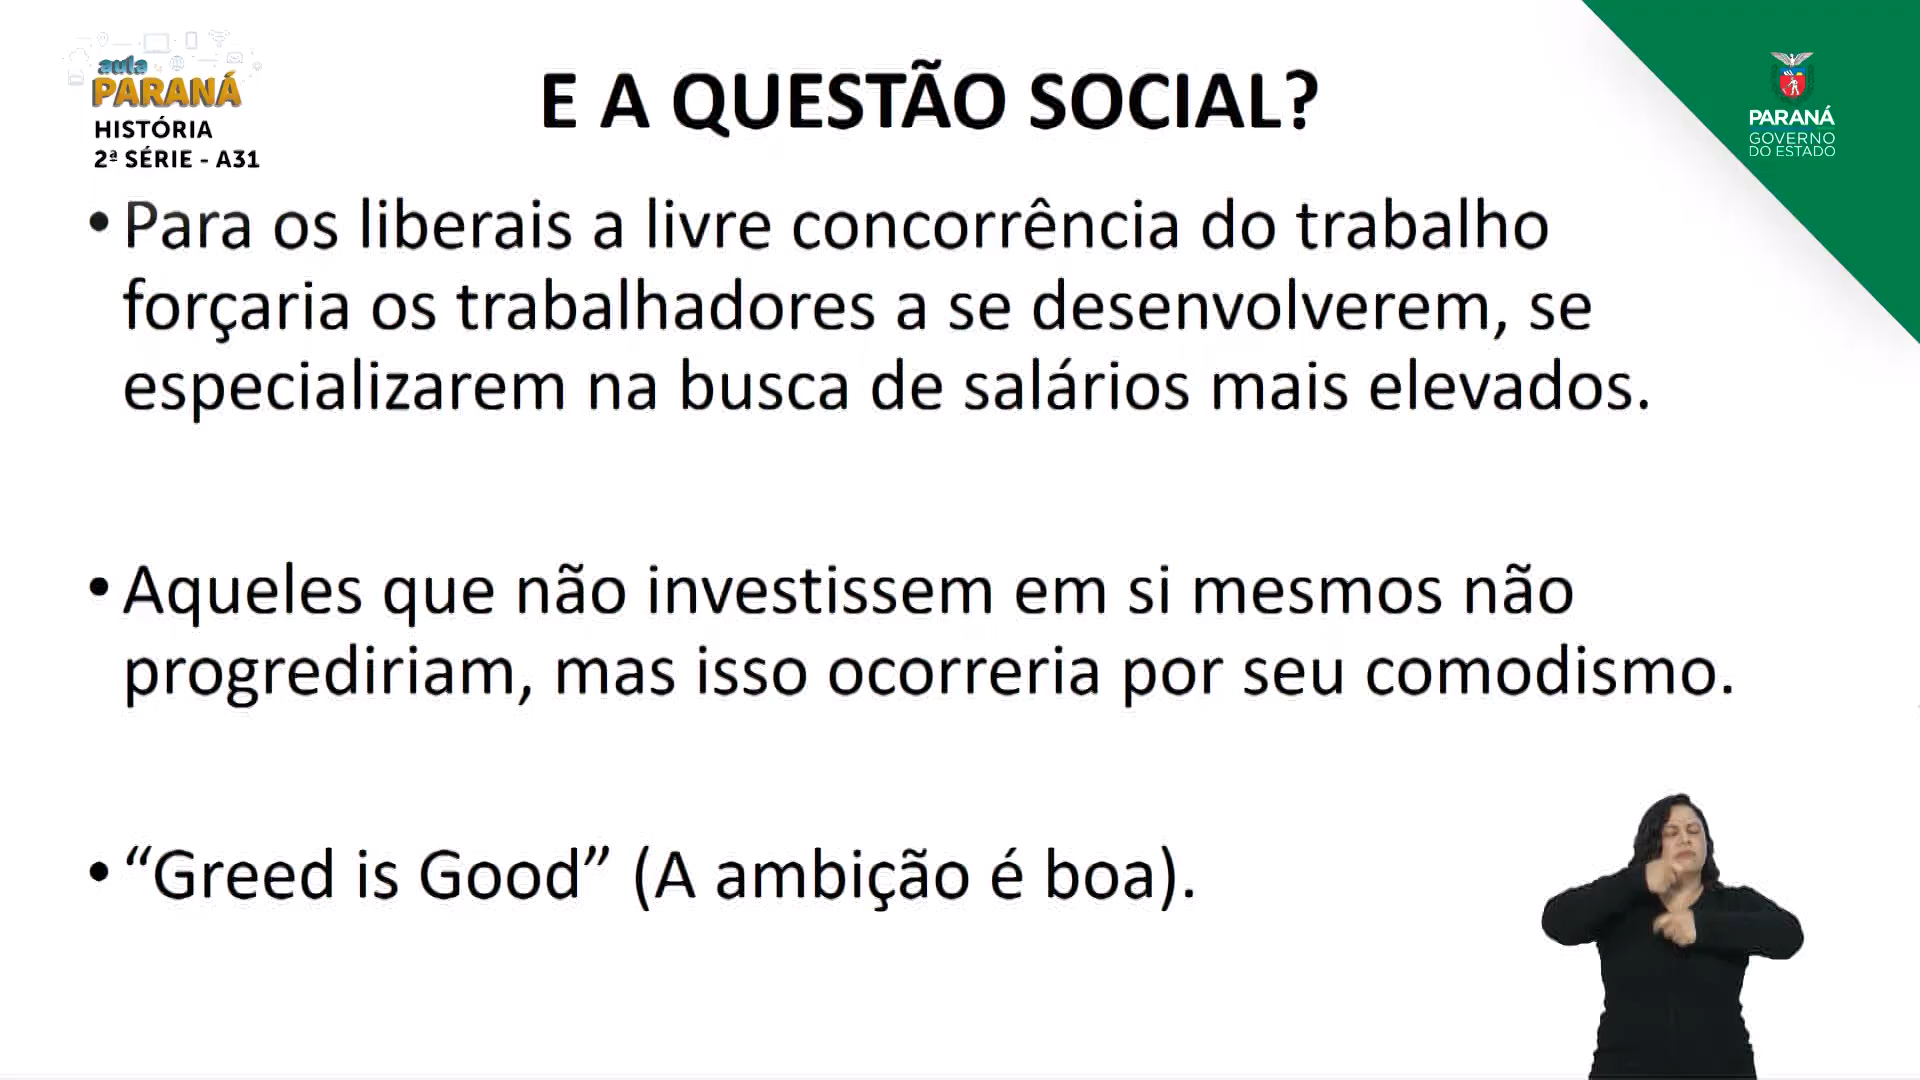 aula
PARANÁ
HISTÓRIA
2ª SÉRIE - A31
E A QUESTÃO SOCIAL?
PARANÁ
GOVERNO
DO ESTADO
• Para os liberais a livre concorrência do trabalho
forçaria os trabalhadores a se desenvolverem, se
especializarem na busca de salários mais elevados.
• Aqueles que não investissem em si mesmos não
progrediriam, mas isso ocorreria por seu comodismo.
• “Greed is Good” (A ambição é boa).